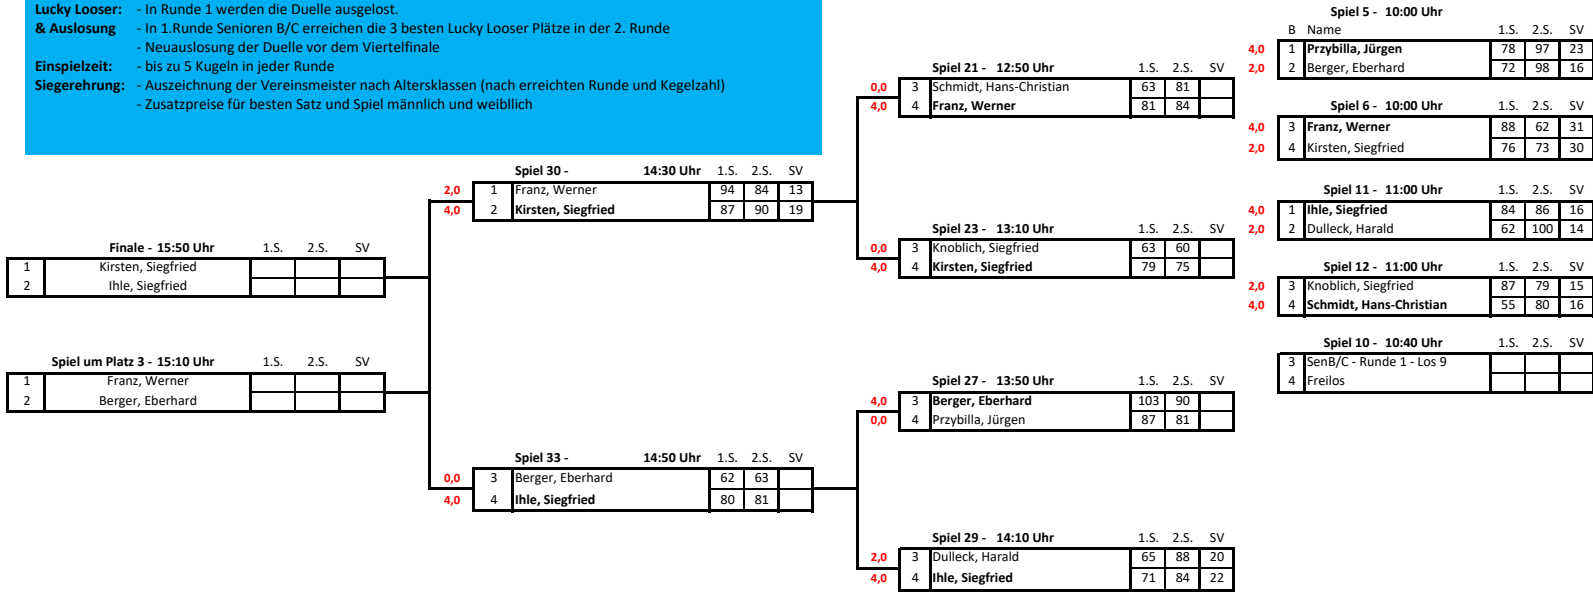 Lucky Looser: - In Runde 1 werden die Duelle ausgelost.
& Auslosung - In 1.Runde Senioren B/C erreichen die 3 besten Lucky Looser Plätze in der 2. Runde
- Neuauslosung der Duelle vor dem Viertelfinale
Einspielzeit: - bis zu 5 Kugeln in jeder Runde
Siegerehrung: - Auszeichnung der Vereinsmeister nach Altersklassen (nach erreichten Runde und Kegelzahl)
- Zusatzpreise für besten Satz und Spiel männlich und weibllich
Finale - 15:50 Uhr 1.S. 2.S. SV
1 Kirsten, Siegfried
2 Ihle, Siegfried
Spiel um Platz 3 - 15:10 Uhr 1.S. 2.S. SV
1 Franz, Werner
2 Berger, Eberhard
Spiel 30 - 14:30 Uhr 1.S. 2.S. SV
2,0 1 Franz, Werner 94 84 13
4,0 2 Kirsten, Siegfried 87 90 19
Spiel 33 - 14:50 Uhr 1.S. 2.S. SV
0,0 3 Berger, Eberhard 62 63
4,0 4 Ihle, Siegfried 80 81
Spiel 21 - 12:50 Uhr 1.S. 2.S. SV
0,0 3 Schmidt, Hans-Christian 63 81
4,0 4 Franz, Werner 81 84
Spiel 23 - 13:10 Uhr 1.S. 2.S. SV
0,0 3 Knoblich, Siegfried 63 60
4,0 4 Kirsten, Siegfried 79 75
Spiel 27 - 13:50 Uhr 1.S. 2.S. SV
4,0 3 Berger, Eberhard 103 90
0,0 4 Przybilla, Jürgen 87 81
Spiel 29 - 14:10 Uhr 1.S. 2.S. SV
2,0 3 Dulleck, Harald 65 88 20
4,0 4 Ihle, Siegfried 71 84 22
Spiel 5 - 10:00 Uhr
B Name 1.S. 2.S. SV
4,0 1 Przybilla, Jürgen 78 97 23
2,0 2 Berger, Eberhard 72 98 16
Spiel 6 - 10:00 Uhr 1.S. 2.S. SV
4,0 3 Franz, Werner 88 62 31
2,0 4 Kirsten, Siegfried 76 73 30
Spiel 11 - 11:00 Uhr 1.S. 2.S. SV
4,0 1 Ihle, Siegfried 84 86 16
2,0 2 Dulleck, Harald 62 100 14
Spiel 12 - 11:00 Uhr 1.S. 2.S. SV
2,0 3 Knoblich, Siegfried 87 79 15
4,0 4 Schmidt, Hans-Christian 55 80 16
Spiel 10 - 10:40 Uhr 1.S. 2.S. SV
3 SenB/C - Runde 1 - Los 9
4 Freilos